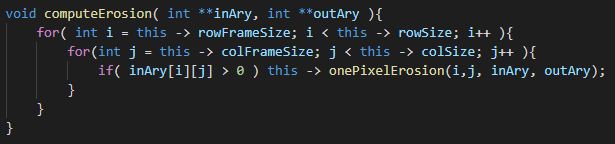 void computeErosion( int **inAry, int **outAry ){
for( int i = this -> rowFrameSize; i < this -> rowSize; i++ ){
for(int j = this -> colFrameSize; j < this -> colSize; j++ ){
if( inAry[i][j] > 0 ) this -> onePixelErosion(i,j, inAry, outAry);
}
}
}